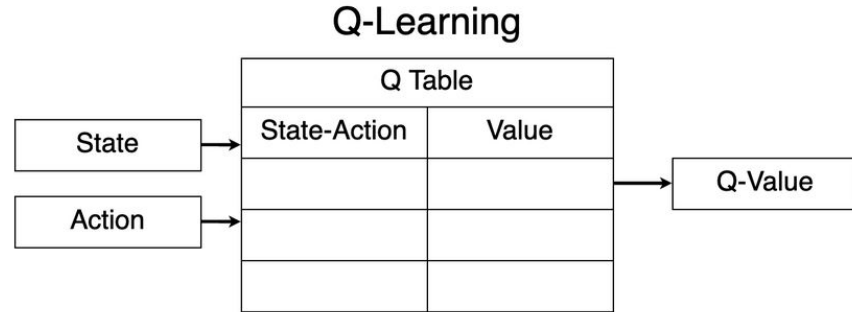 Q-Learning
Q Table
State-Action Value
State
Action
Q-Value